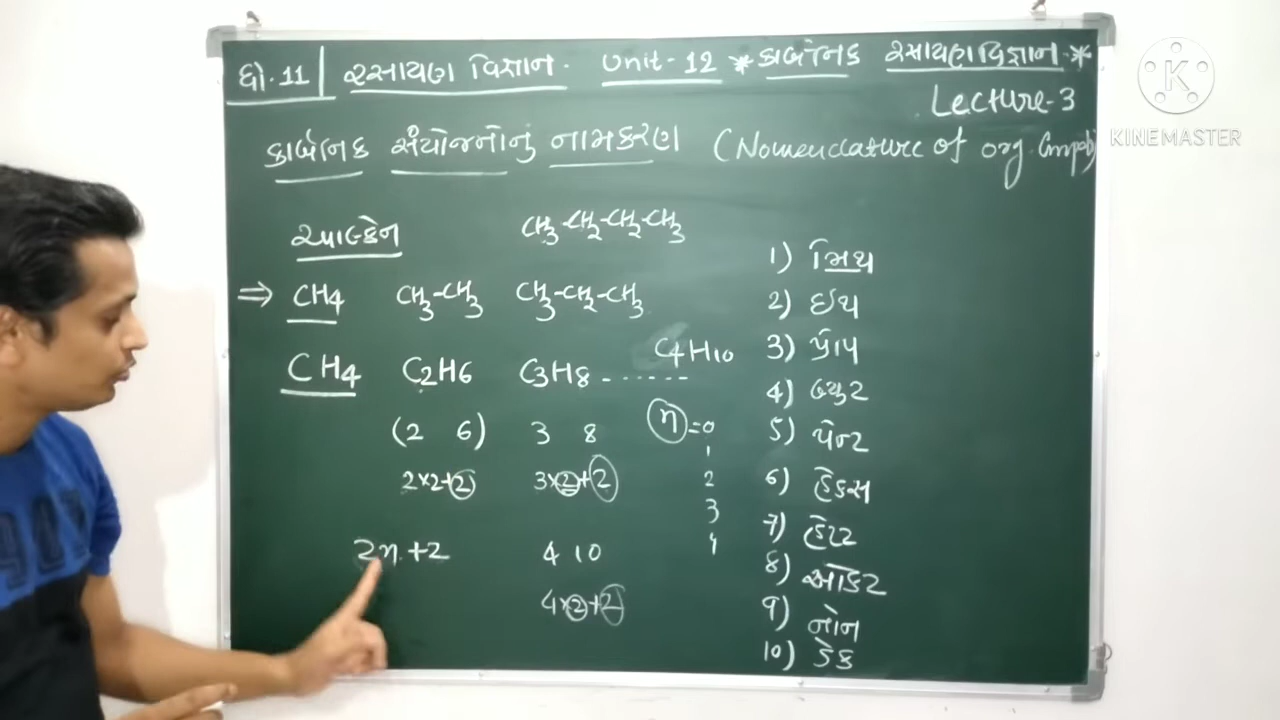 ધો.11 | રસાયણ વિજ્ઞાન. Unit-12 * કાર્બનિક રસાયણવિજ્ઞાન.*
Lecture-3
કાર્બનિક સંયોજનોનું નામકરણ (Nomenclature of org. Compd)
આલ્કેન CH3-CH2-CH2-CH3
⇒ CH4 CH3-CH3 CH3-CH2-CH3
CH4 C2H6 C3H8 ------ C4H10
(2 6) 3 8
n =0
1
2
3
4
2×2+2 3×2+2
2n+2 4 10
4×2+2
1) મિથ
2) ઈથ
3) પ્રોપ
4) બ્યુટ
5) પેન્ટ
6) હેક્સ
7) હેપ્ટ
8) ઓક્ટ
9) નોન
10) ડેક
K
KINEMASTER